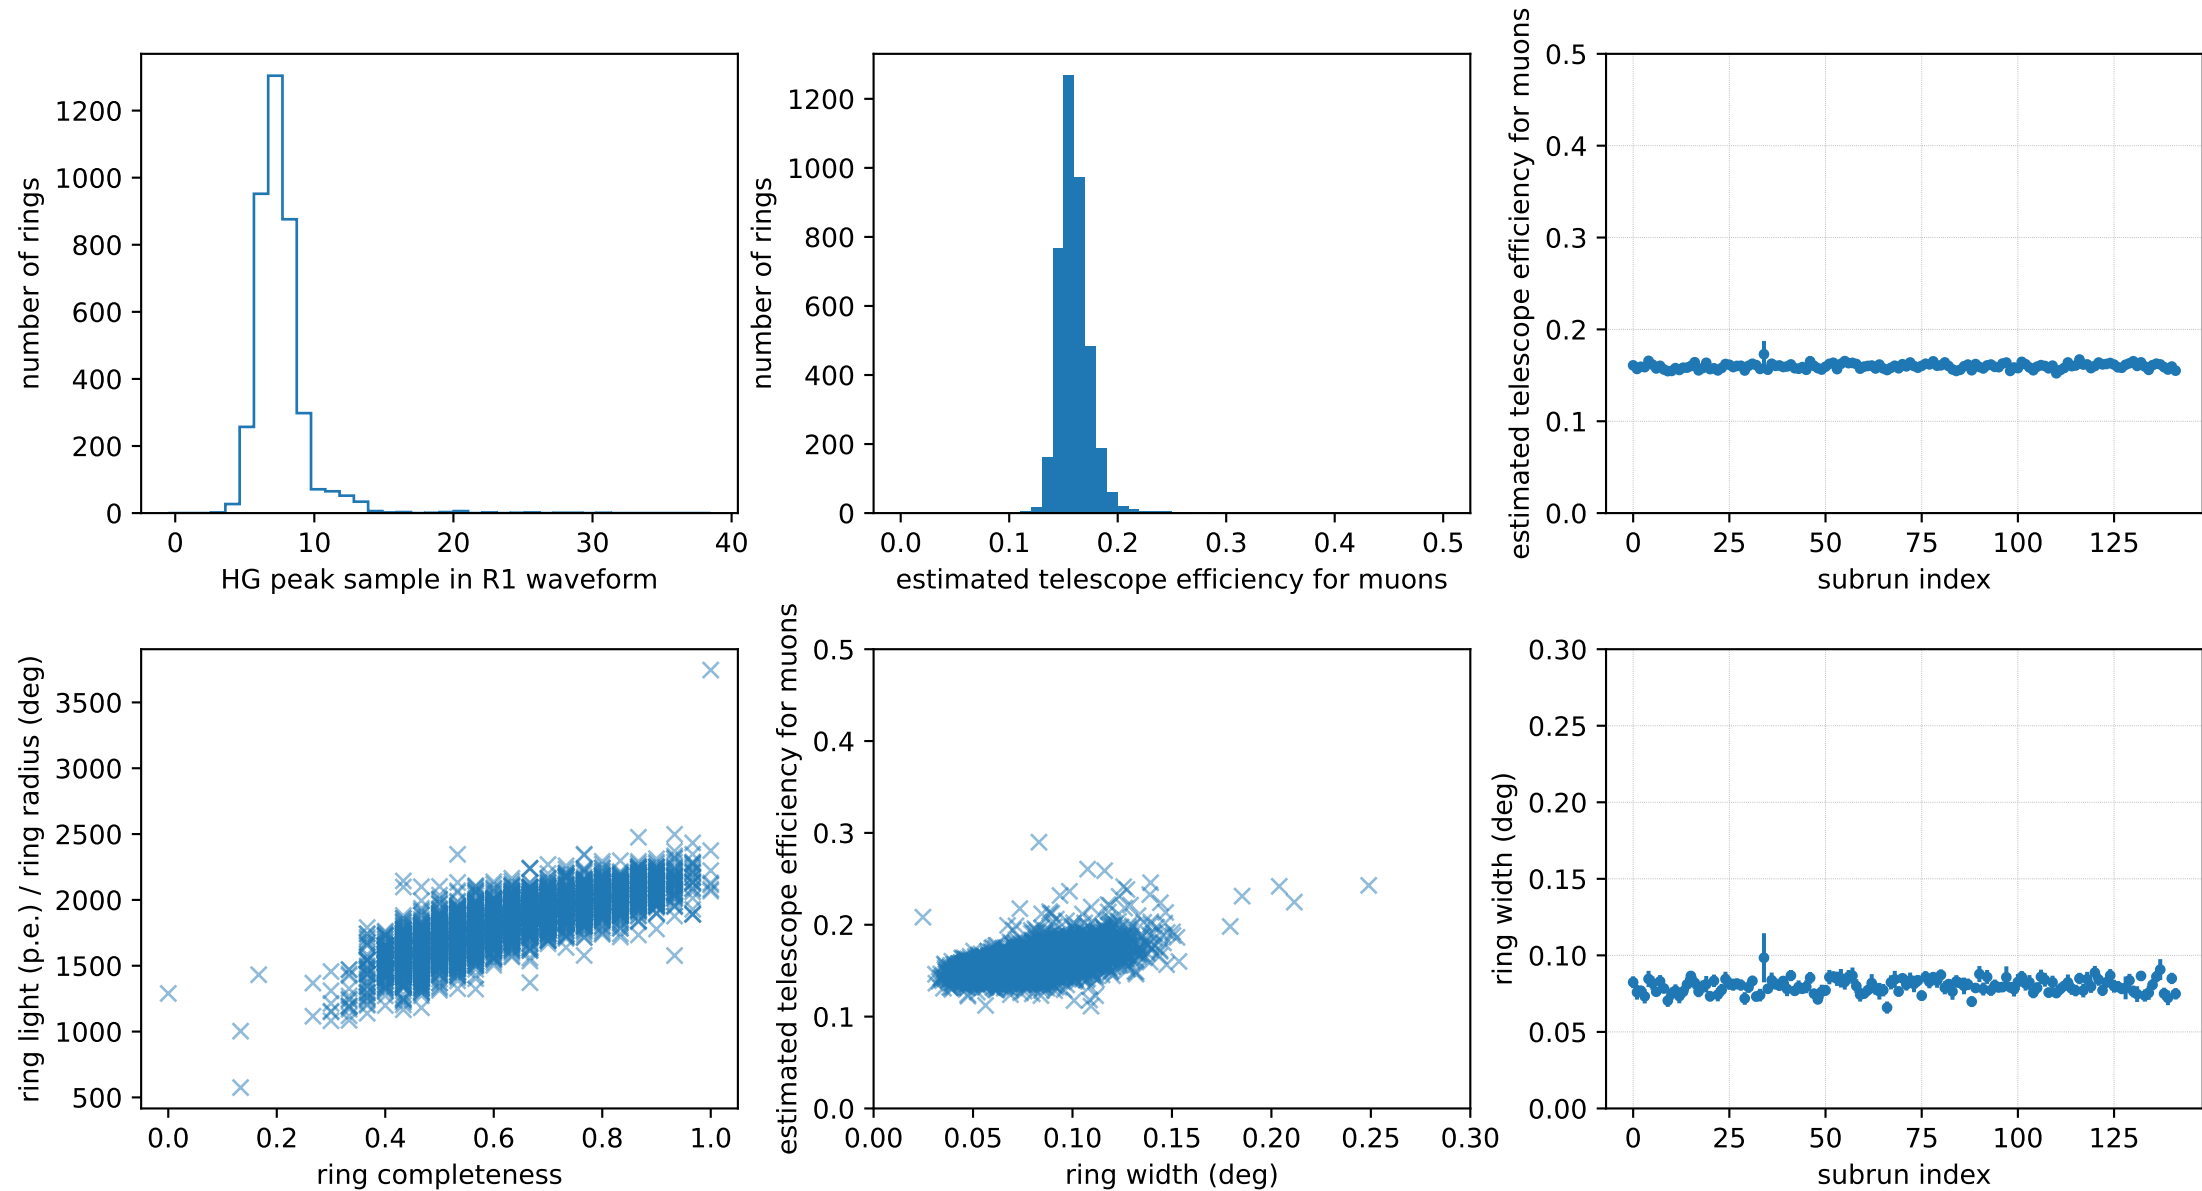 number of rings
1200
1000
800
600
400
200
0
0 10 20 30 40
HG peak sample in R1 waveform
number of rings
1200
1000
800
600
400
200
0
0.0 0.1 0.2 0.3 0.4 0.5
estimated telescope efficiency for muons
estimated telescope efficiency for muons
0.5
0.4
0.3
0.2
0.1
0.0
0 25 50 75 100 125
subrun index
ring light (p.e.) / ring radius (deg)
3500
3000
2500
2000
1500
1000
500
0.0 0.2 0.4 0.6 0.8 1.0
ring completeness
estimated telescope efficiency for muons
0.5
0.4
0.3
0.2
0.1
0.0
0.00 0.05 0.10 0.15 0.20 0.25 0.30
ring width (deg)
ring width (deg)
0.30
0.25
0.20
0.15
0.10
0.05
0.00
0 25 50 75 100 125
subrun index